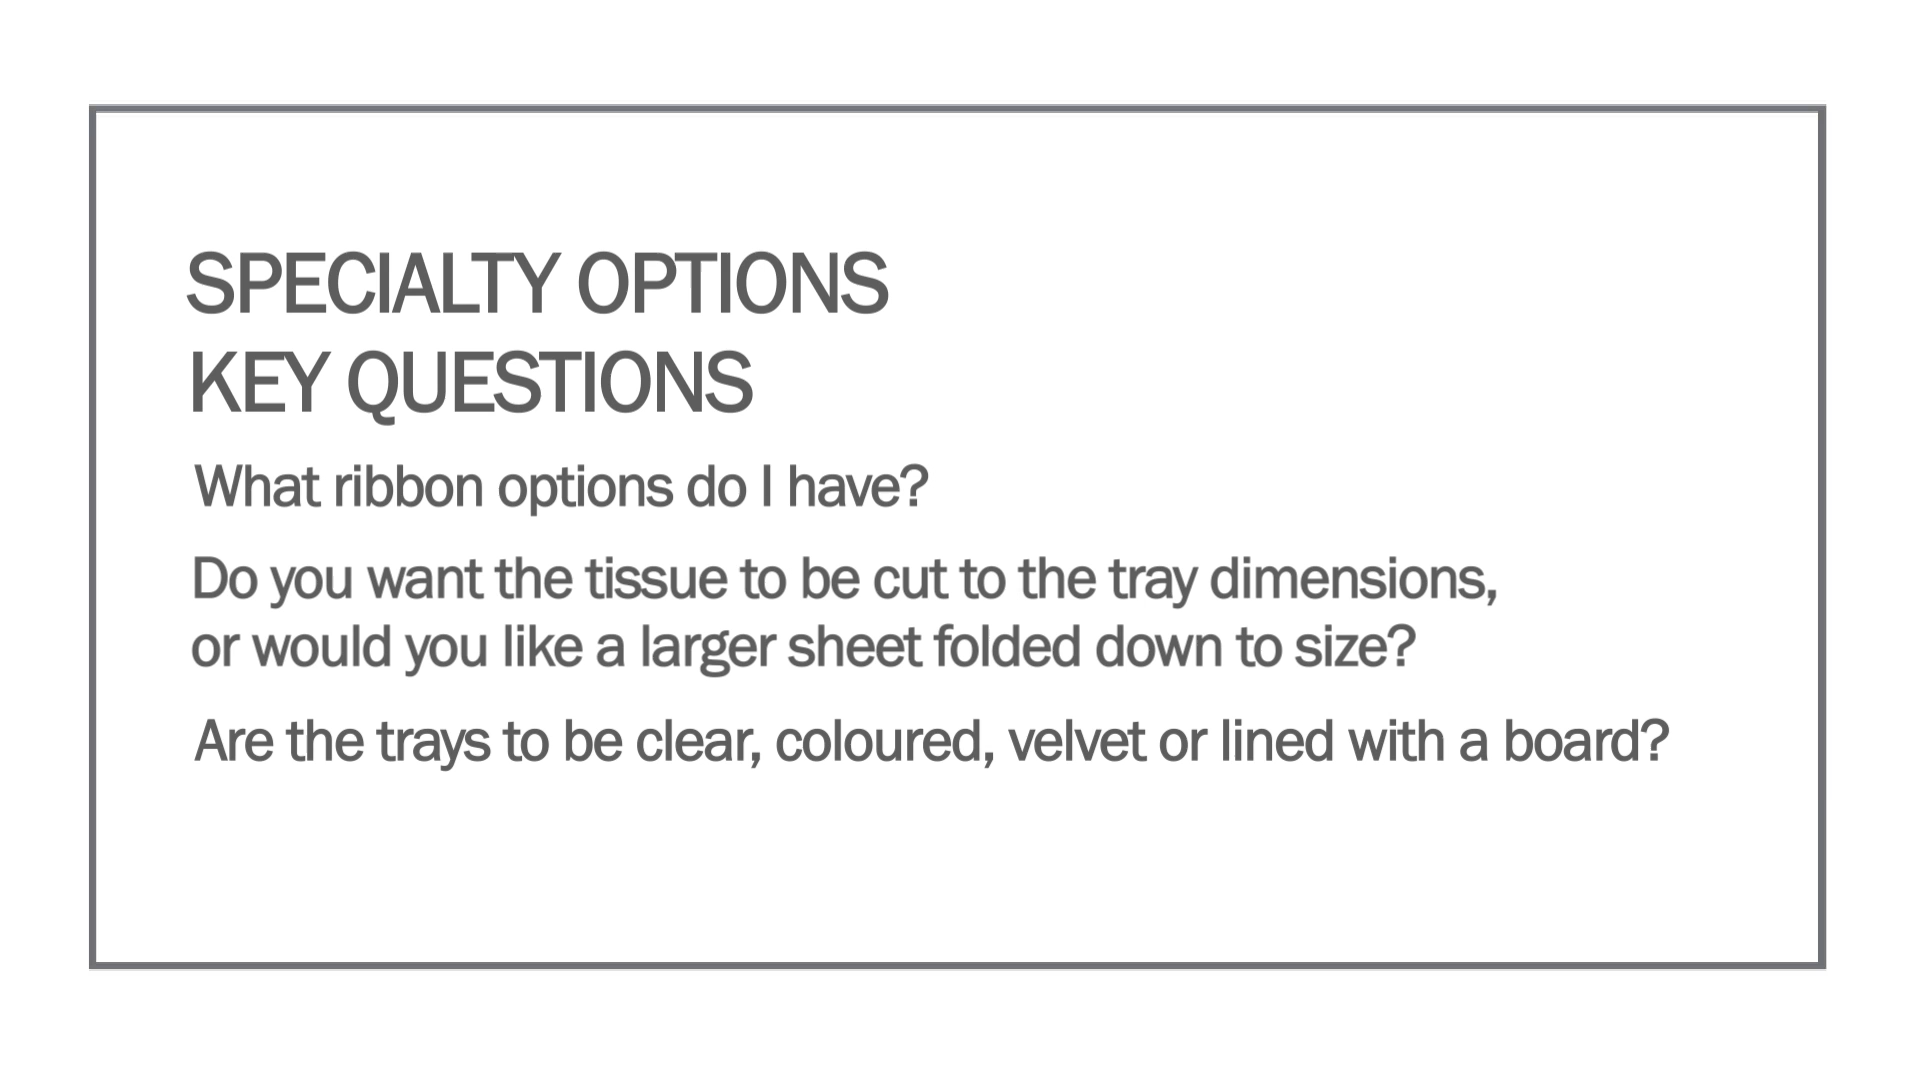 SPECIALTY OPTIONS
KEY QUESTIONS
What ribbon options do I have?
Do you want the tissue to be cut to the tray dimensions,
or would you like a larger sheet folded down to size?
Are the trays to be clear, coloured, velvet or lined with a board?